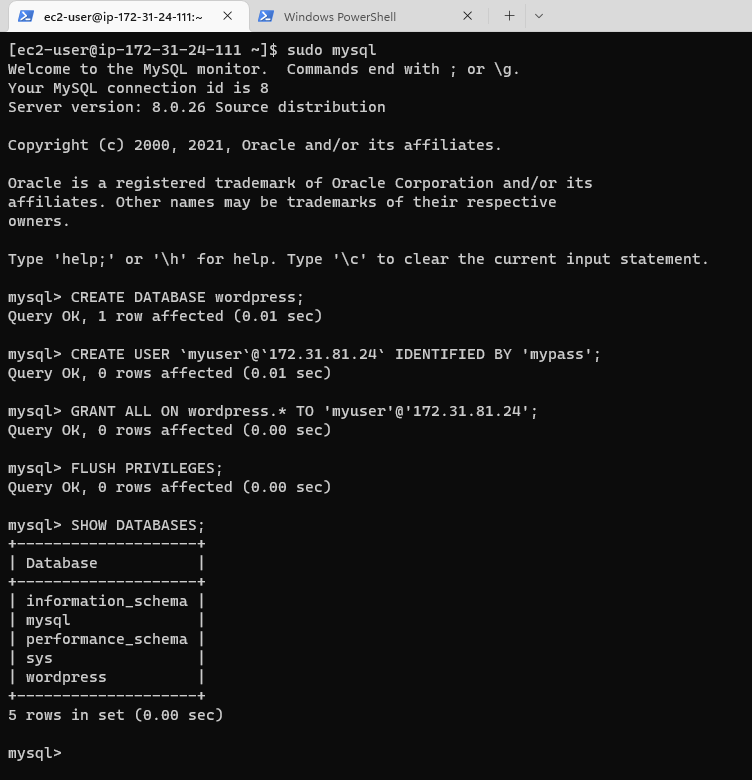 ec2-user@ip-172-31-24-111:~ Windows PowerShell
[ec2-user@ip-172-31-24-111 ~]$ sudo mysql
Welcome to the MySQL monitor.  Commands end with ; or \g.
Your MySQL connection id is 8
Server version: 8.0.26 Source distribution
Copyright (c) 2000, 2021, Oracle and/or its affiliates.
Oracle is a registered trademark of Oracle Corporation and/or its
affiliates. Other names may be trademarks of their respective
owners.
Type 'help;' or '\h' for help. Type '\c' to clear the current input statement.
mysql> CREATE DATABASE wordpress;
Query OK, 1 row affected (0.01 sec)
mysql> CREATE USER `myuser`@`172.31.81.24` IDENTIFIED BY 'mypass';
Query OK, 0 rows affected (0.01 sec)
mysql> GRANT ALL ON wordpress.* TO 'myuser'@'172.31.81.24';
Query OK, 0 rows affected (0.00 sec)
mysql> FLUSH PRIVILEGES;
Query OK, 0 rows affected (0.00 sec)
mysql> SHOW DATABASES;
+--------------------+
| Database           |
+--------------------+
| information_schema |
| mysql              |
| performance_schema |
| sys                |
| wordpress          |
+--------------------+
5 rows in set (0.00 sec)
mysql>